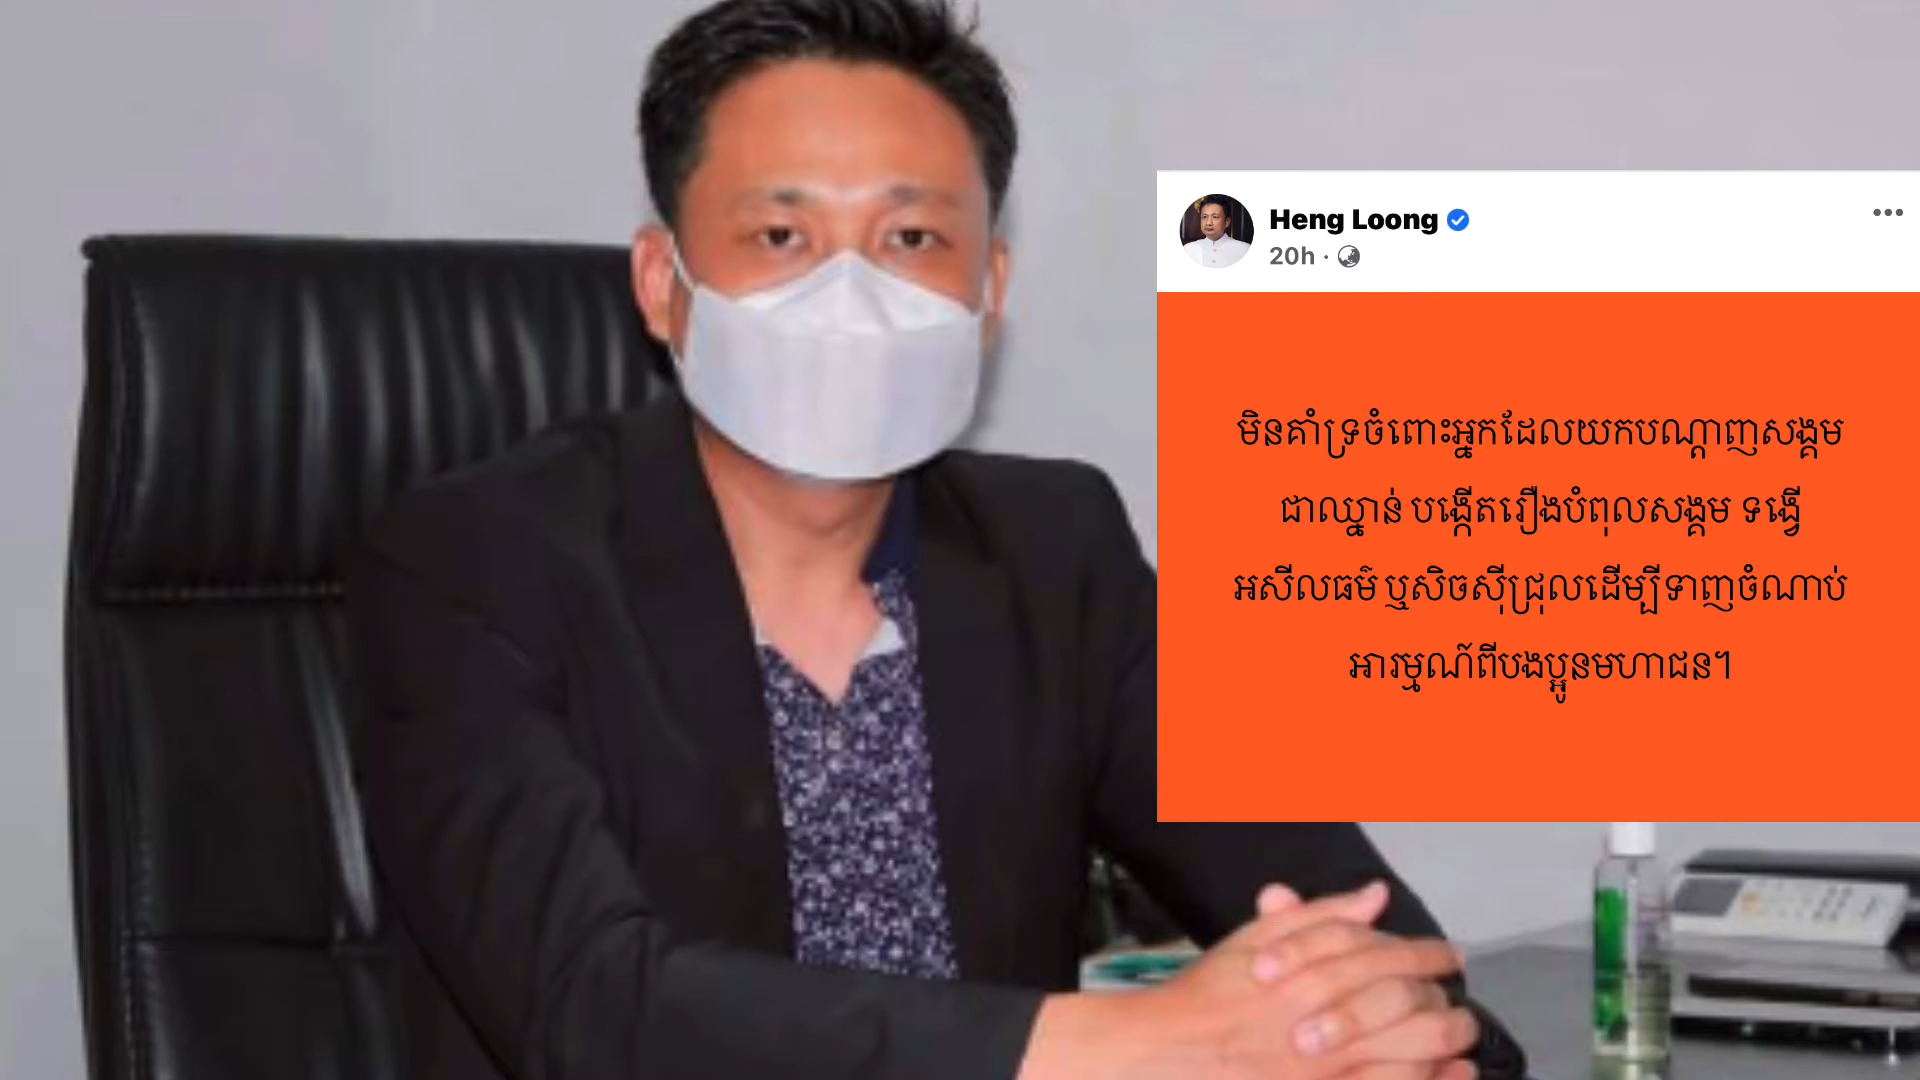 Heng Loong
20h ·
មិនគាំទ្រចំពោះអ្នកដែលយកបណ្ដាញសង្គម
ជាឈ្នាន់ បង្កើតរឿងបំពុលសង្គម ទង្វើ
អសីលធម៌ ឬសិចស៊ីជ្រុលដើម្បីទាញចំណាប់
អារម្មណ៍ពីបងប្អូនមហាជន។